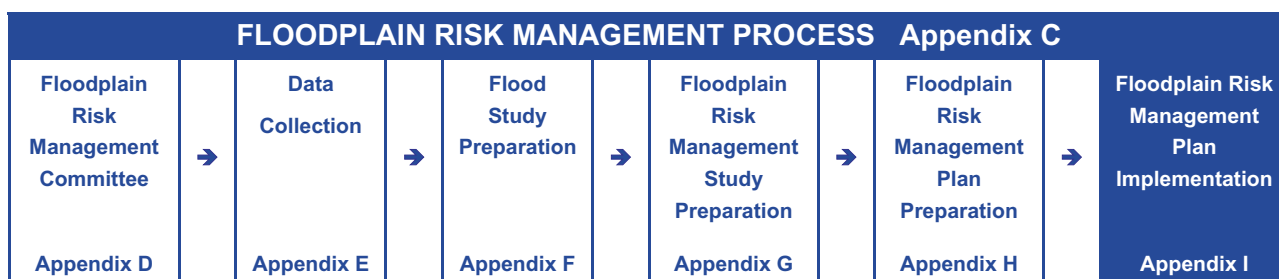 FLOODPLAIN RISK MANAGEMENT PROCESS Appendix C
Floodplain
Risk
Management
Committee
Appendix D
➔
Data
Collection
Appendix E
➔
Flood
Study
Preparation
Appendix F
➔
Floodplain
Risk
Management
Study
Preparation
Appendix G
➔
Floodplain
Risk
Management
Plan
Preparation
Appendix H
➔
Floodplain Risk
Management
Plan
Implementation
Appendix I